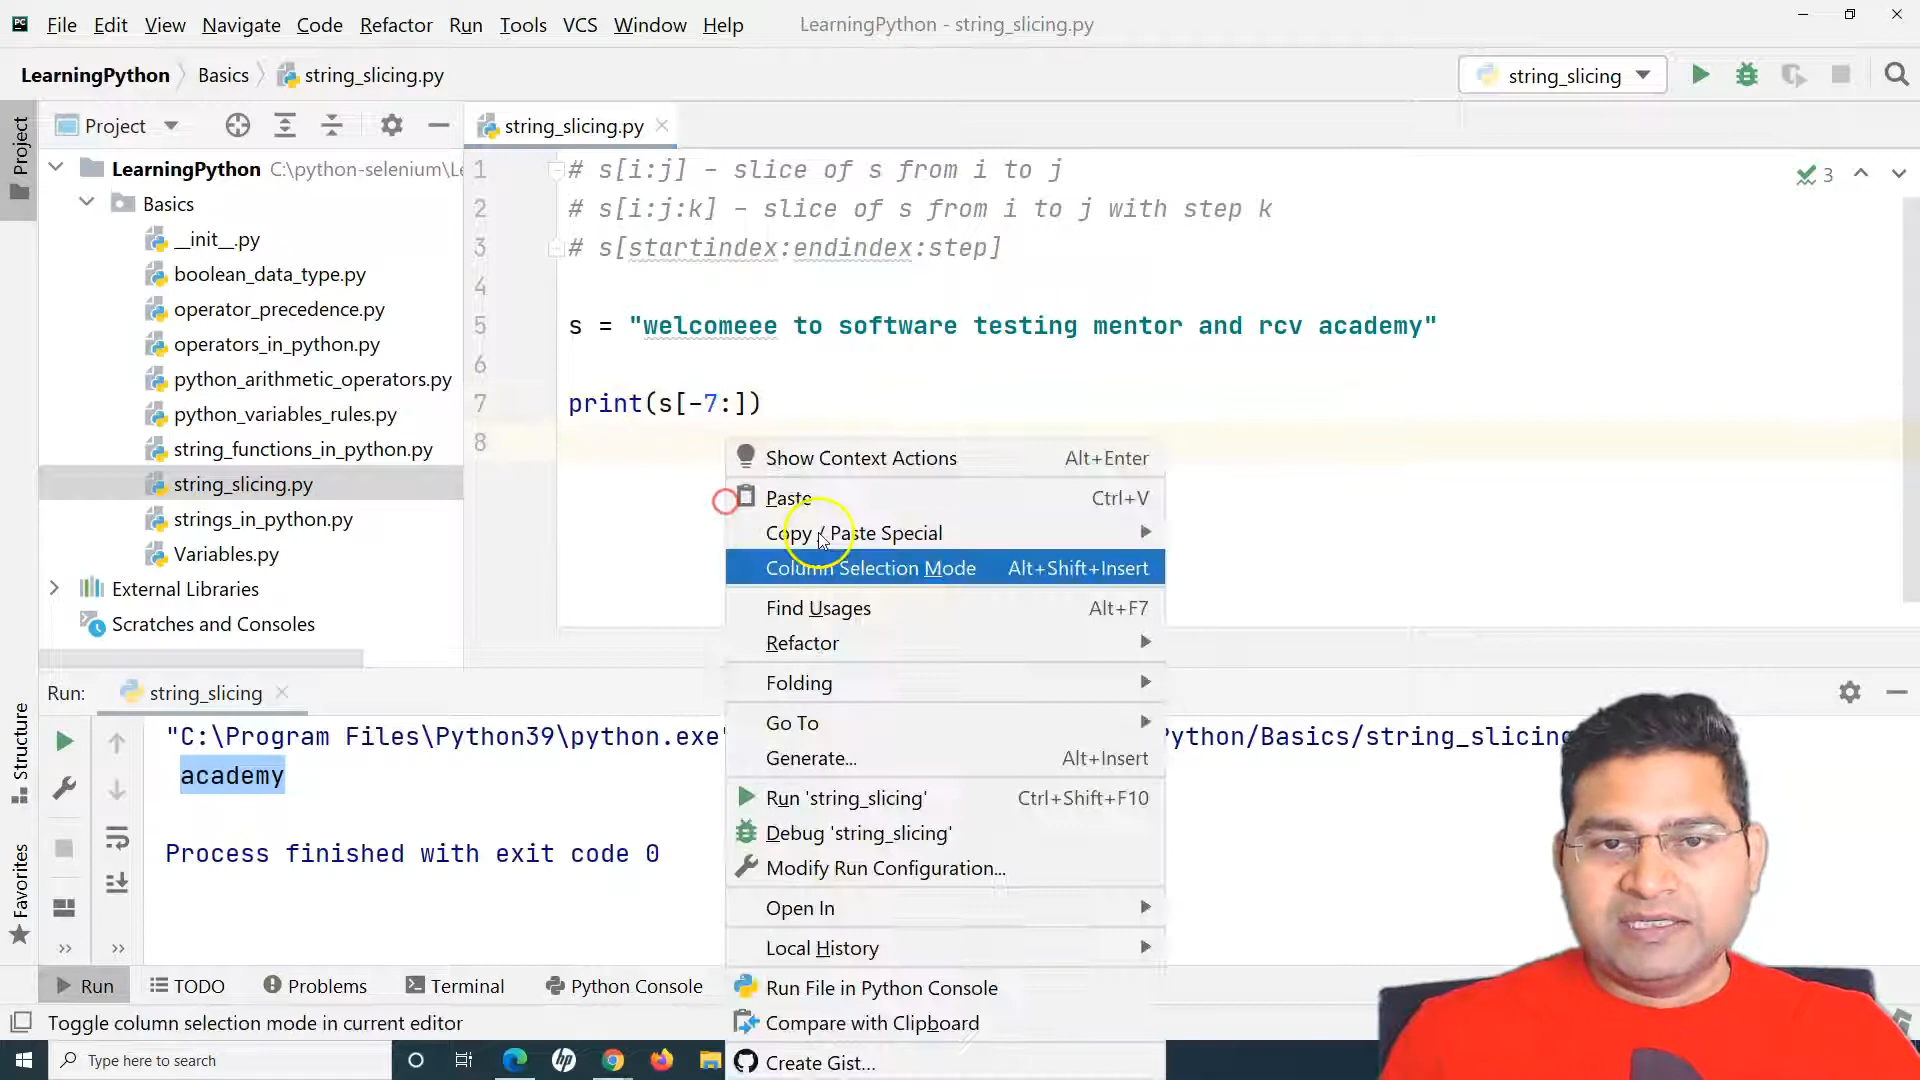 File Edit View Navigate Code Refactor Run Tools VCS Window Help LearningPython - string_slicing.py
LearningPython Basics string_slicing.py string_slicing
Project
string_slicing.py
Project
LearningPython C:\python-selenium\Le
Basics
__init__.py
boolean_data_type.py
operator_precedence.py
operators_in_python.py
python_arithmetic_operators.py
python_variables_rules.py
string_functions_in_python.py
string_slicing.py
strings_in_python.py
Variables.py
External Libraries
Scratches and Consoles
1 # s[i:j] - slice of s from i to j
2 # s[i:j:k] - slice of s from i to j with step k
3 # s[startindex:endindex:step]
4
5 s = "welcomeee to software testing mentor and rcv academy"
6
7 print(s[-7:])
8
3
Show Context Actions Alt+Enter
Paste Ctrl+V
Copy / Paste Special
Column Selection Mode Alt+Shift+Insert
Find Usages Alt+F7
Refactor
Folding
Go To
Generate... Alt+Insert
Run 'string_slicing' Ctrl+Shift+F10
Debug 'string_slicing'
Modify Run Configuration...
Open In
Local History
Run File in Python Console
Compare with Clipboard
Create Gist...
Run: string_slicing
"C:\Program Files\Python39\python.exe" Python/Basics/string_slicing
academy
Process finished with exit code 0
Structure
Favorites
Run TODO Problems Terminal Python Console
Toggle column selection mode in current editor
Type here to search